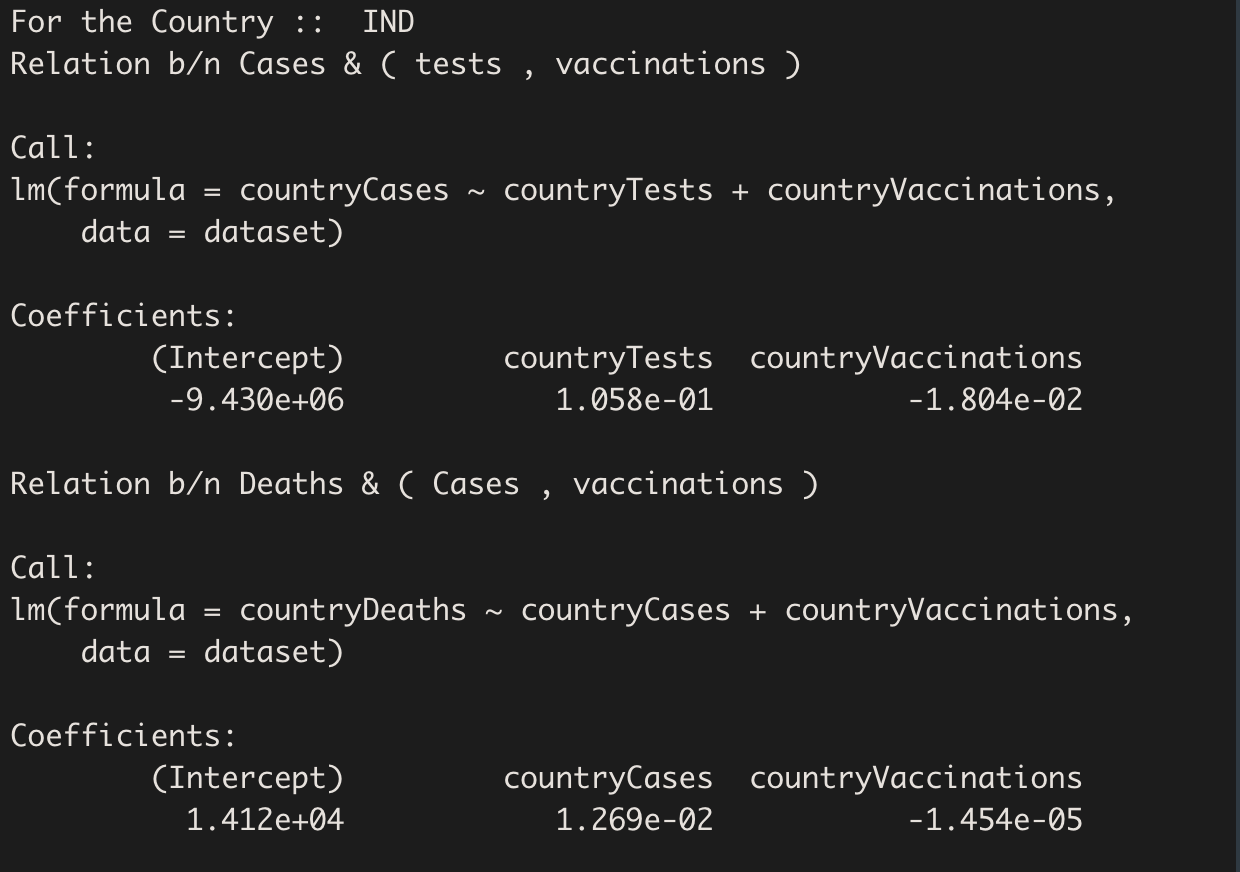 For the Country ::  IND
Relation b/n Cases & ( tests , vaccinations )
Call:
lm(formula = countryCases ~ countryTests + countryVaccinations,
    data = dataset)
Coefficients:
        (Intercept)         countryTests  countryVaccinations
         -9.430e+06            1.058e-01           -1.804e-02
Relation b/n Deaths & ( Cases , vaccinations )
Call:
lm(formula = countryDeaths ~ countryCases + countryVaccinations,
    data = dataset)
Coefficients:
        (Intercept)         countryCases  countryVaccinations
          1.412e+04            1.269e-02           -1.454e-05